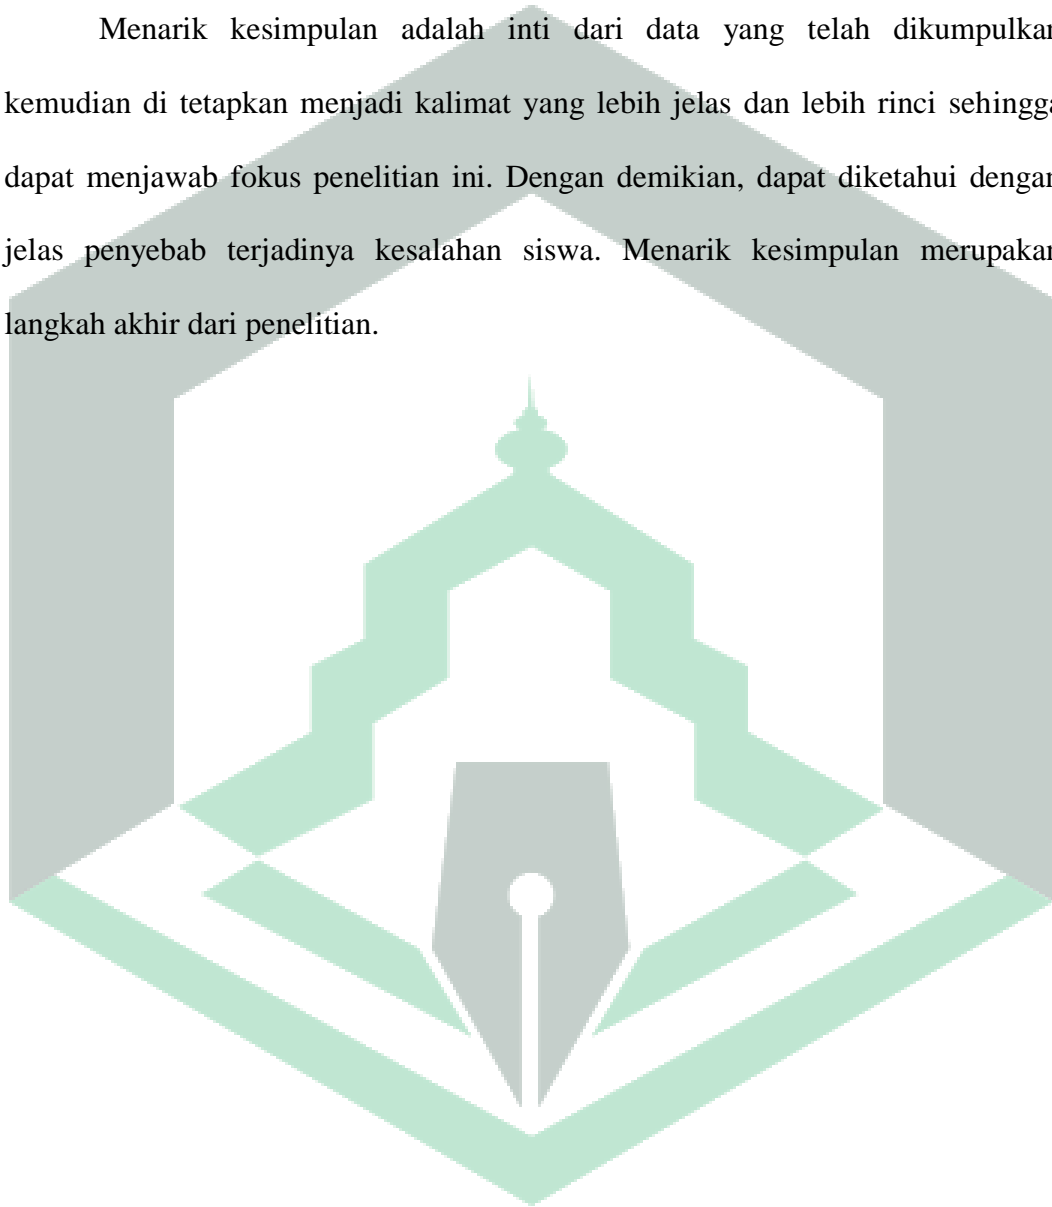 Menarik kesimpulan adalah inti dari data yang telah dikumpulkan
kemudian di tetapkan menjadi kalimat yang lebih jelas dan lebih rinci sehingga
dapat menjawab fokus penelitian ini. Dengan demikian, dapat diketahui dengan
jelas penyebab terjadinya kesalahan siswa. Menarik kesimpulan merupakan
langkah akhir dari penelitian.